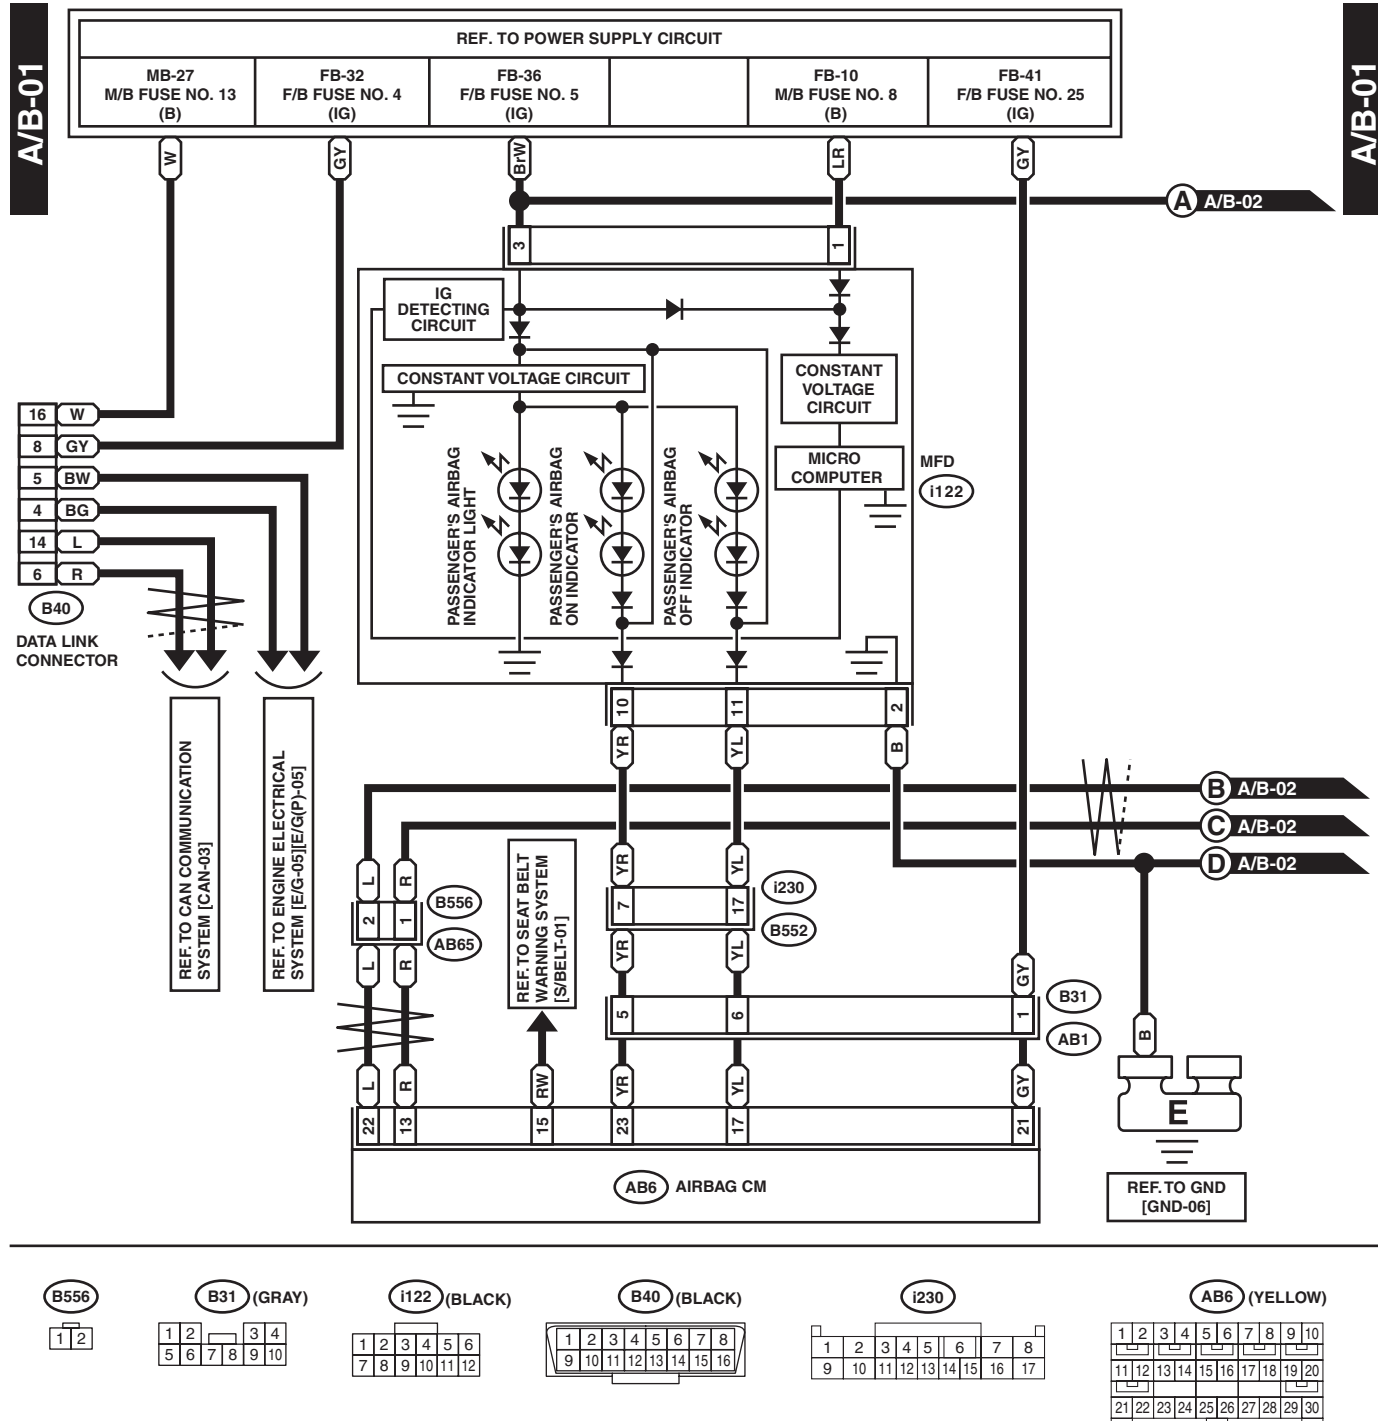 A/B-01
A/B-01
REF. TO POWER SUPPLY CIRCUIT
MB-27
M/B FUSE NO. 13
(B)
FB-32
F/B FUSE NO. 4
(IG)
FB-36
F/B FUSE NO. 5
(IG)
FB-10
M/B FUSE NO. 8
(B)
FB-41
F/B FUSE NO. 25
(IG)
W
GY
BrW
LR
GY
A A/B-02
3
1
IG
DETECTING
CIRCUIT
CONSTANT VOLTAGE CIRCUIT
CONSTANT
VOLTAGE
CIRCUIT
MICRO
COMPUTER
MFD
i122
PASSENGER'S AIRBAG
INDICATOR LIGHT
PASSENGER'S AIRBAG
ON INDICATOR
PASSENGER'S AIRBAG
OFF INDICATOR
16 W
8 GY
5 BW
4 BG
14 L
6 R
B40
DATA LINK
CONNECTOR
REF. TO CAN COMMUNICATION
SYSTEM [CAN-03]
REF. TO ENGINE ELECTRICAL
SYSTEM [E/G-05][E/G(P)-05]
10
11
2
YR
YL
B
B A/B-02
C A/B-02
D A/B-02
L
R
2
1
B556
AB65
L
R
REF. TO SEAT BELT
WARNING SYSTEM
[S/BELT-01]
YR
YL
7
17
i230
B552
YR
YL
GY
5
6
1
B31
AB1
B
E
REF. TO GND
[GND-06]
L
R
RW
YR
YL
GY
22
13
15
23
17
21
AB6 AIRBAG CM
B556
1 2
B31 (GRAY)
1 2 3 4
5 6 7 8 9 10
i122 (BLACK)
1 2 3 4 5 6
7 8 9 10 11 12
B40 (BLACK)
1 2 3 4 5 6 7 8
9 10 11 12 13 14 15 16
i230
1 2 3 4 5 6 7 8
9 10 11 12 13 14 15 16 17
AB6 (YELLOW)
1 2 3 4 5 6 7 8 9 10
11 12 13 14 15 16 17 18 19 20
21 22 23 24 25 26 27 28 29 30